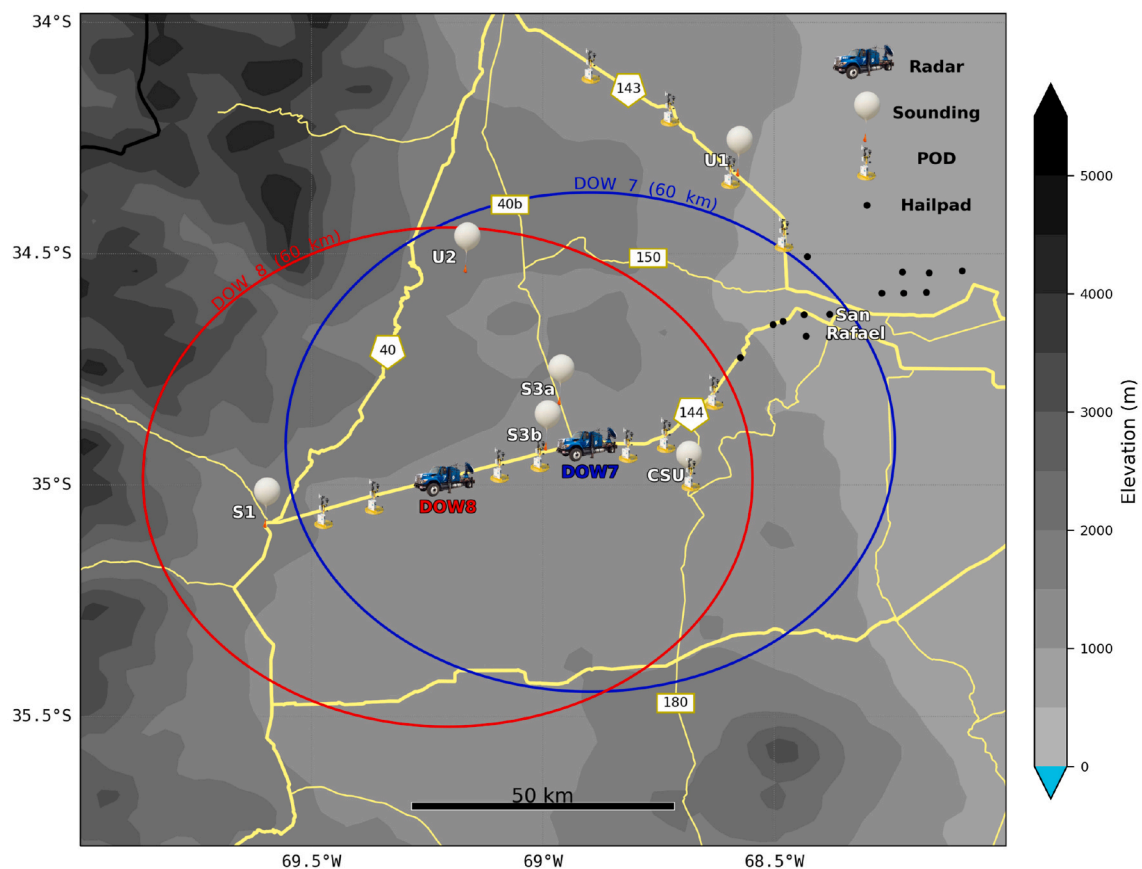 34°S
34.5°S
35°S
35.5°S
69.5°W
69°W
68.5°W
143
Radar
Sounding
POD
Hailpad
U1
DOW 7 (60 km)
40b
DOW 8 (60 km)
U2
150
San
Rafael
40
S3a
144
S3b
DOW7
CSU
DOW8
S1
180
50 km
5000
4000
3000
2000
1000
0
Elevation (m)